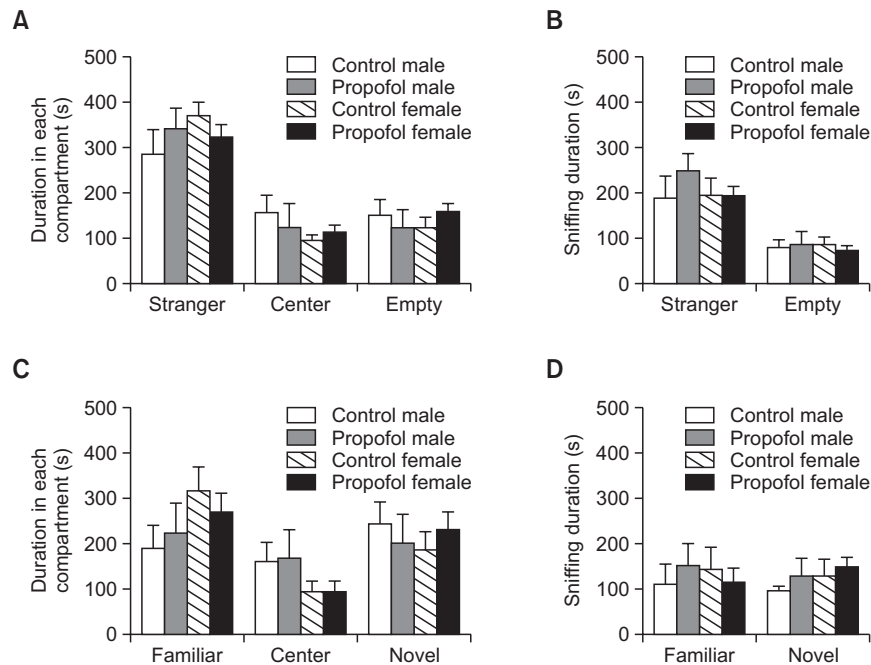 A
Duration in each
compartment (s)
500
400
300
200
100
0
Control male
Propofol male
Control female
Propofol female
Stranger
Center
Empty
B
Sniffing duration (s)
500
400
300
200
100
0
Control male
Propofol male
Control female
Propofol female
Stranger
Empty
C
Duration in each
compartment (s)
500
400
300
200
100
0
Control male
Propofol male
Control female
Propofol female
Familiar
Center
Novel
D
Sniffing duration (s)
500
400
300
200
100
0
Control male
Propofol male
Control female
Propofol female
Familiar
Novel